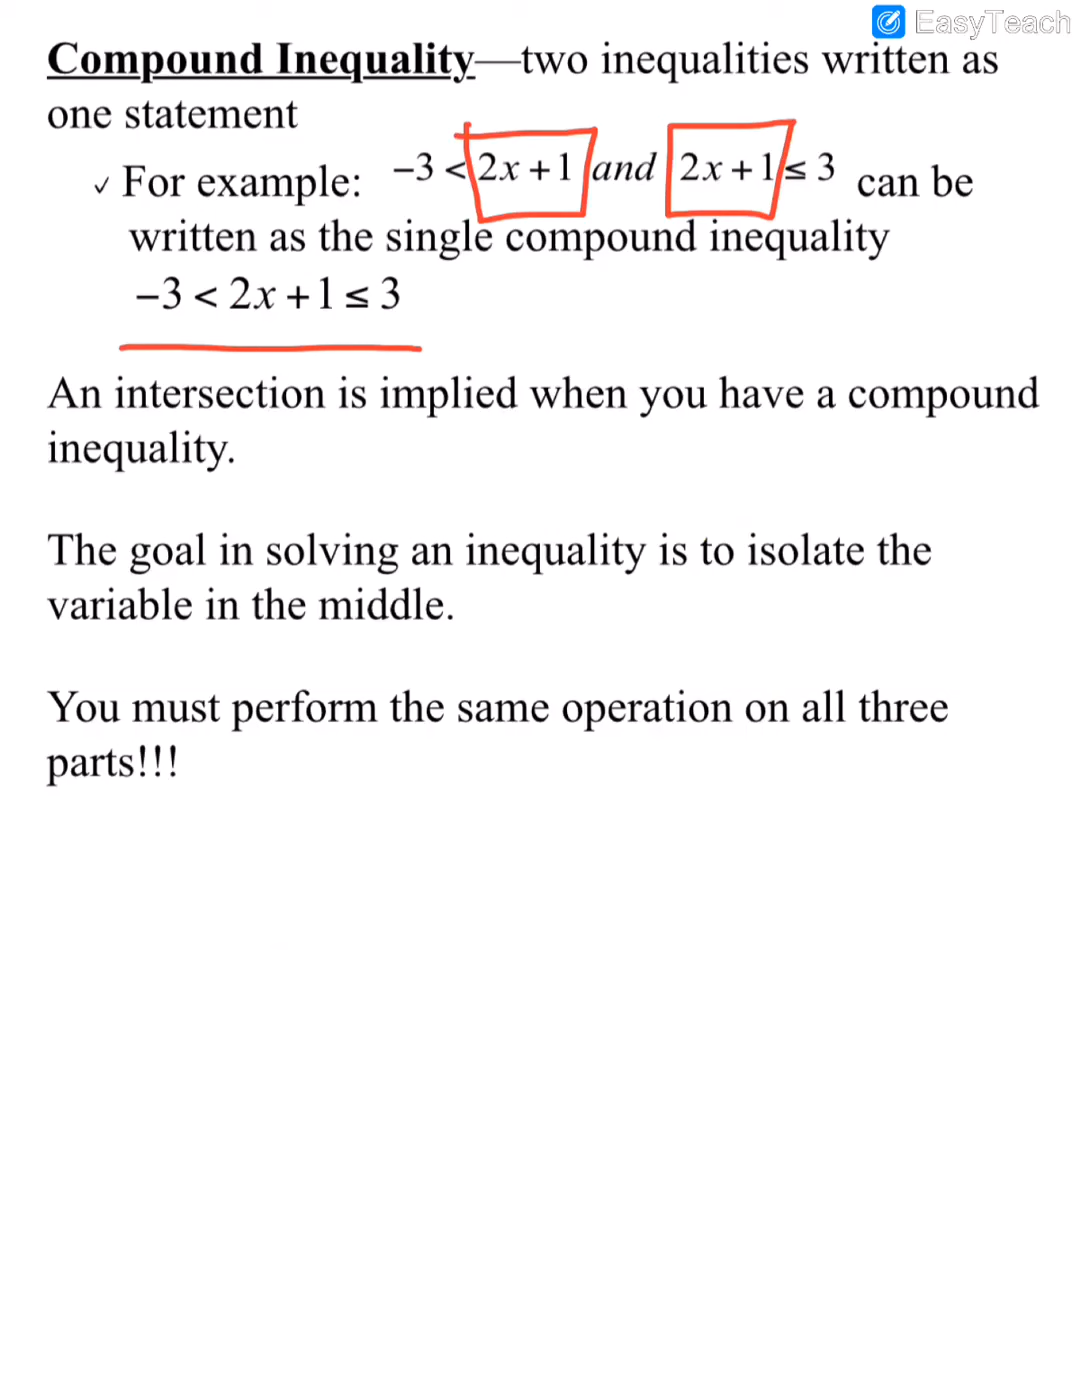 EasyTeach
Compound Inequality—two inequalities written as
one statement
✓ For example: −3 < 2x + 1 and 2x + 1 ≤ 3 can be
written as the single compound inequality
−3 < 2x + 1 ≤ 3
An intersection is implied when you have a compound
inequality.
The goal in solving an inequality is to isolate the
variable in the middle.
You must perform the same operation on all three
parts!!!